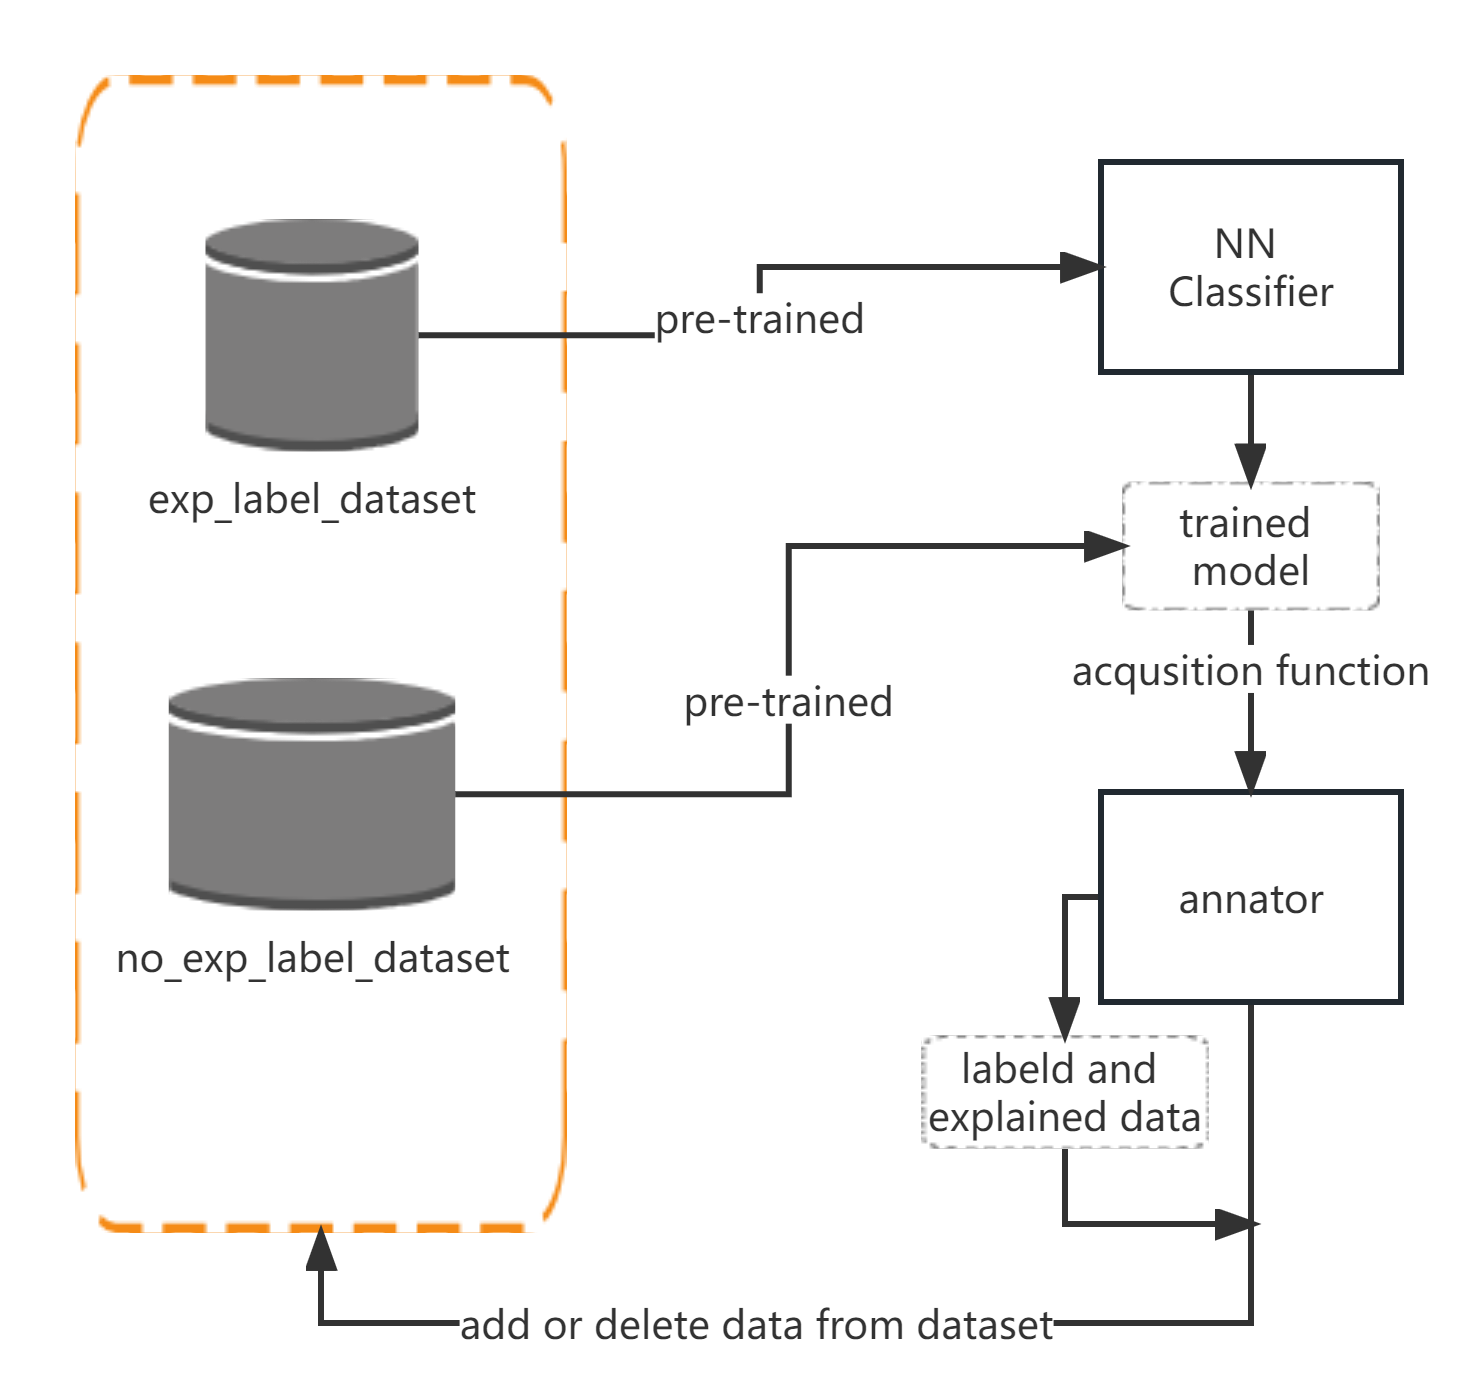 NN
Classifier
pre-trained
exp_label_dataset
trained
model
acqusition function
pre-trained
annator
no_exp_label_dataset
labeld and
explained data
add or delete data from dataset